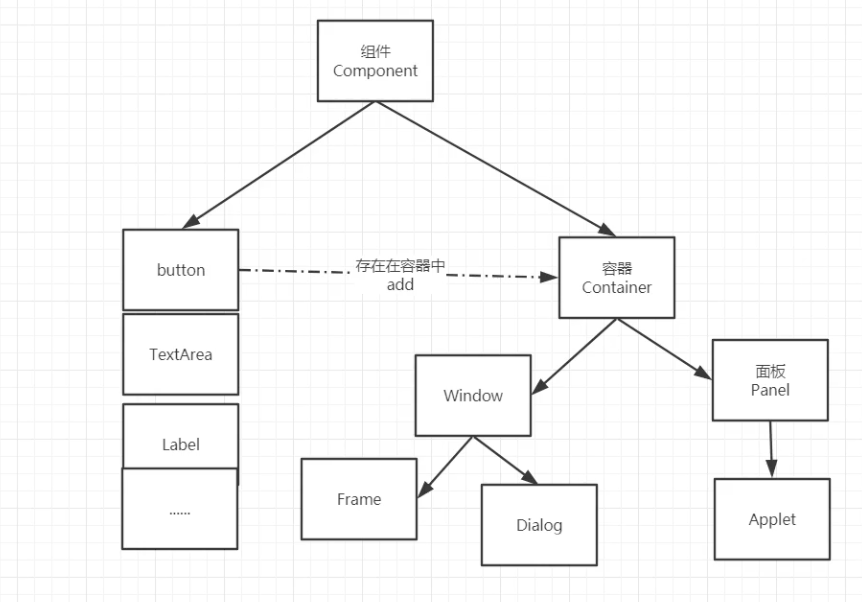 组件
Component
button
存在在容器中
add
容器
Container
TextArea
Window
面板
Panel
Label
......
Frame
Dialog
Applet